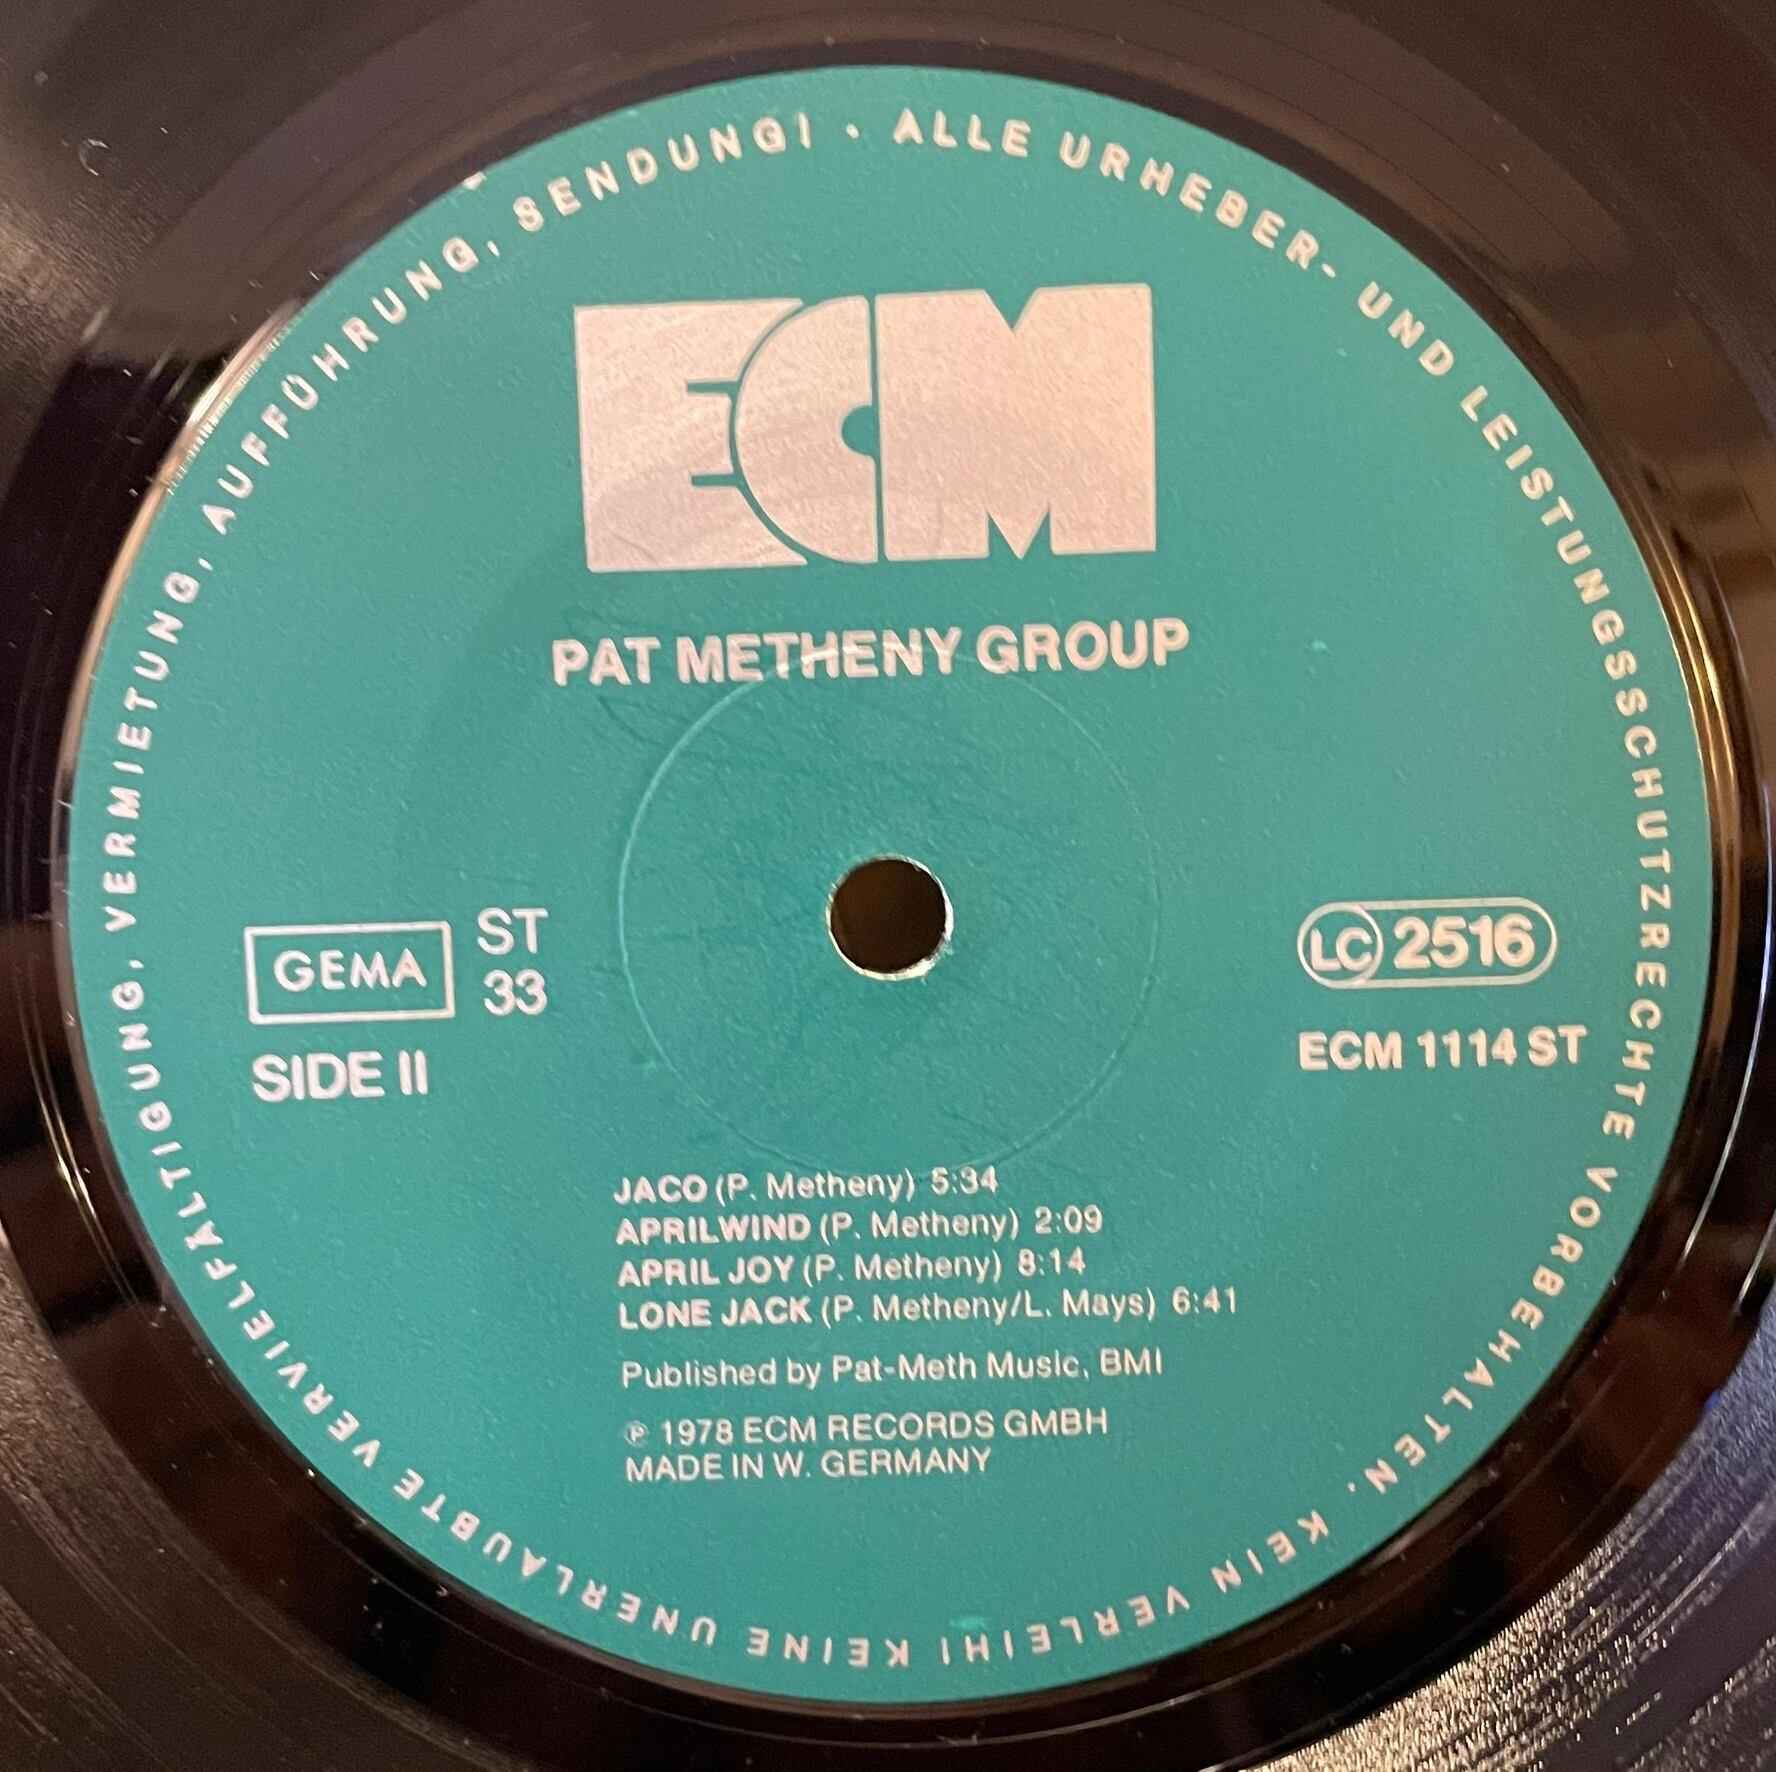 ALLE URHEBER- UND LEISTUNGSSCHUTZRECHTE VORBEHALTEN. KEIN VERLEIH! KEINE UNERLAUBTE VERVIELFÄLTIGUNG, VERMIETUNG, AUFFÜHRUNG, SENDUNG! ·
ECM
PAT METHENY GROUP
GEMA
ST
33
SIDE II
LC 2516
ECM 1114 ST
JACO (P. Metheny) 5:34
APRILWIND (P. Metheny) 2:09
APRIL JOY (P. Metheny) 8:14
LONE JACK (P. Metheny/L. Mays) 6:41
Published by Pat-Meth Music, BMI
℗ 1978 ECM RECORDS GMBH
MADE IN W. GERMANY